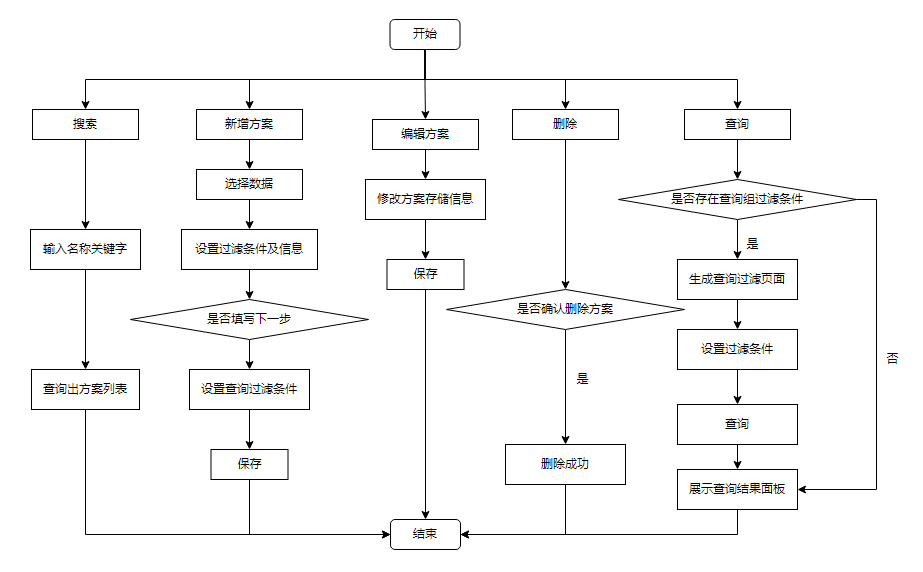 开始
搜索
新增方案
编辑方案
删除
查询
选择数据
修改方案存储信息
是否存在查询组过滤条件
输入名称关键字
设置过滤条件及信息
是
保存
生成查询过滤页面
是否填写下一步
是否确认删除方案
设置过滤条件
否
查询出方案列表
设置查询过滤条件
是
查询
保存
删除成功
展示查询结果面板
结束